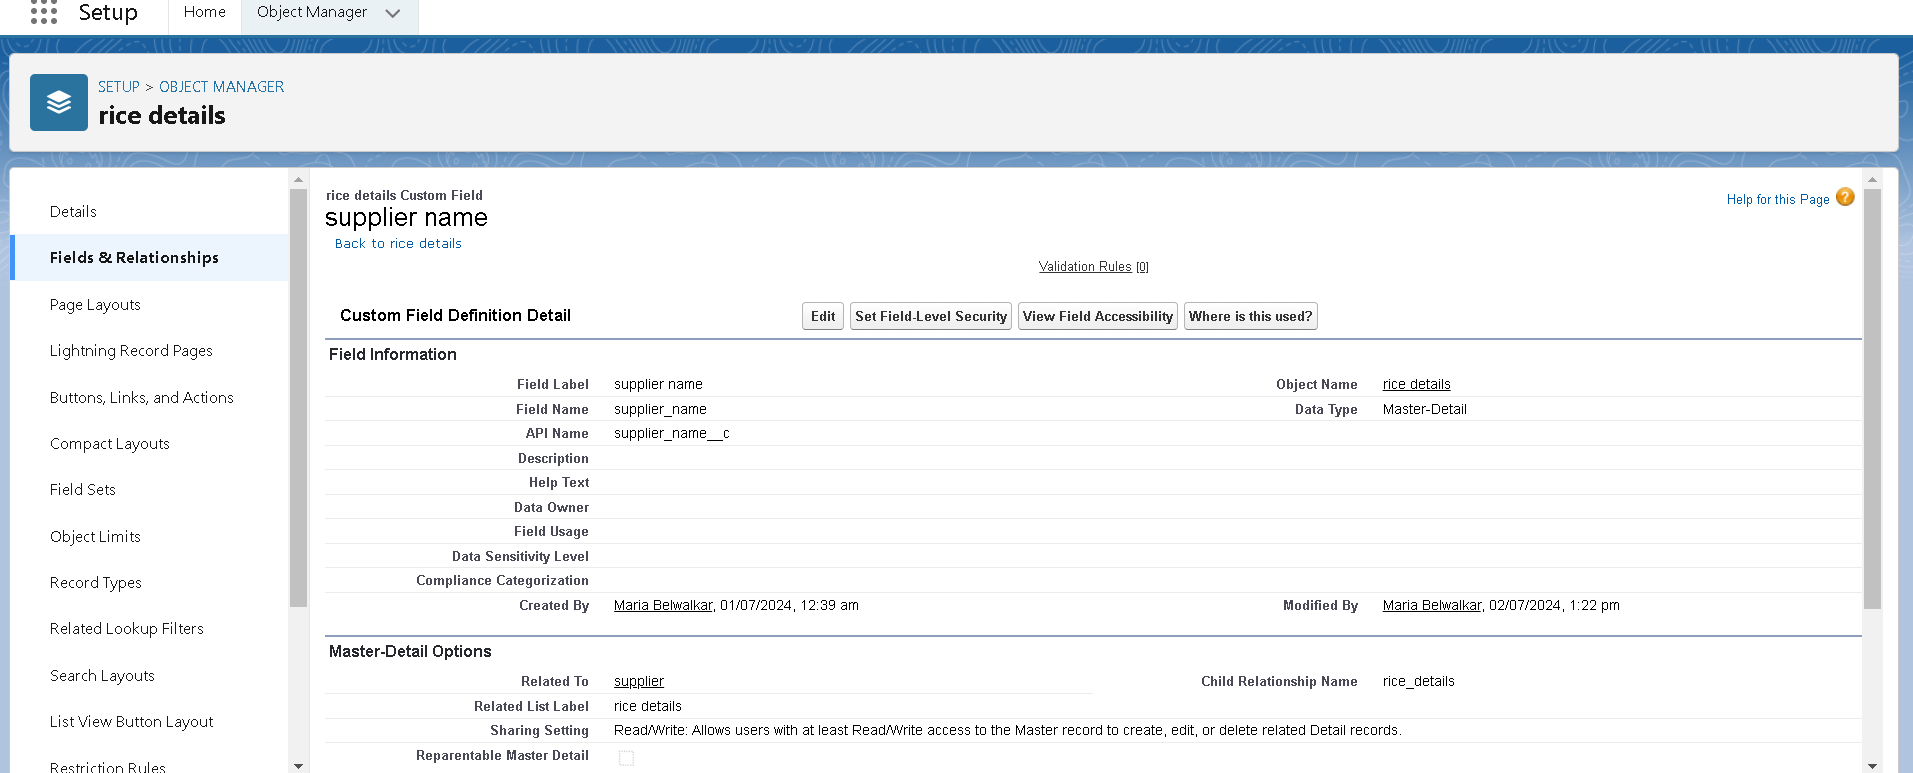 Setup
Home
Object Manager
SETUP > OBJECT MANAGER
rice details
Details
Fields & Relationships
Page Layouts
Lightning Record Pages
Buttons, Links, and Actions
Compact Layouts
Field Sets
Object Limits
Record Types
Related Lookup Filters
Search Layouts
List View Button Layout
Restriction Rules
rice details Custom Field
supplier name
Back to rice details
Help for this Page ?
Validation Rules [0]
Custom Field Definition Detail
Edit
Set Field-Level Security
View Field Accessibility
Where is this used?
Field Information
Field Label supplier name
Object Name rice details
Field Name supplier_name
Data Type Master-Detail
API Name supplier_name__c
Description
Help Text
Data Owner
Field Usage
Data Sensitivity Level
Compliance Categorization
Created By Maria Belwalkar, 01/07/2024, 12:39 am
Modified By Maria Belwalkar, 02/07/2024, 1:22 pm
Master-Detail Options
Related To supplier
Child Relationship Name rice_details
Related List Label rice details
Sharing Setting Read/Write: Allows users with at least Read/Write access to the Master record to create, edit, or delete related Detail records.
Reparentable Master Detail